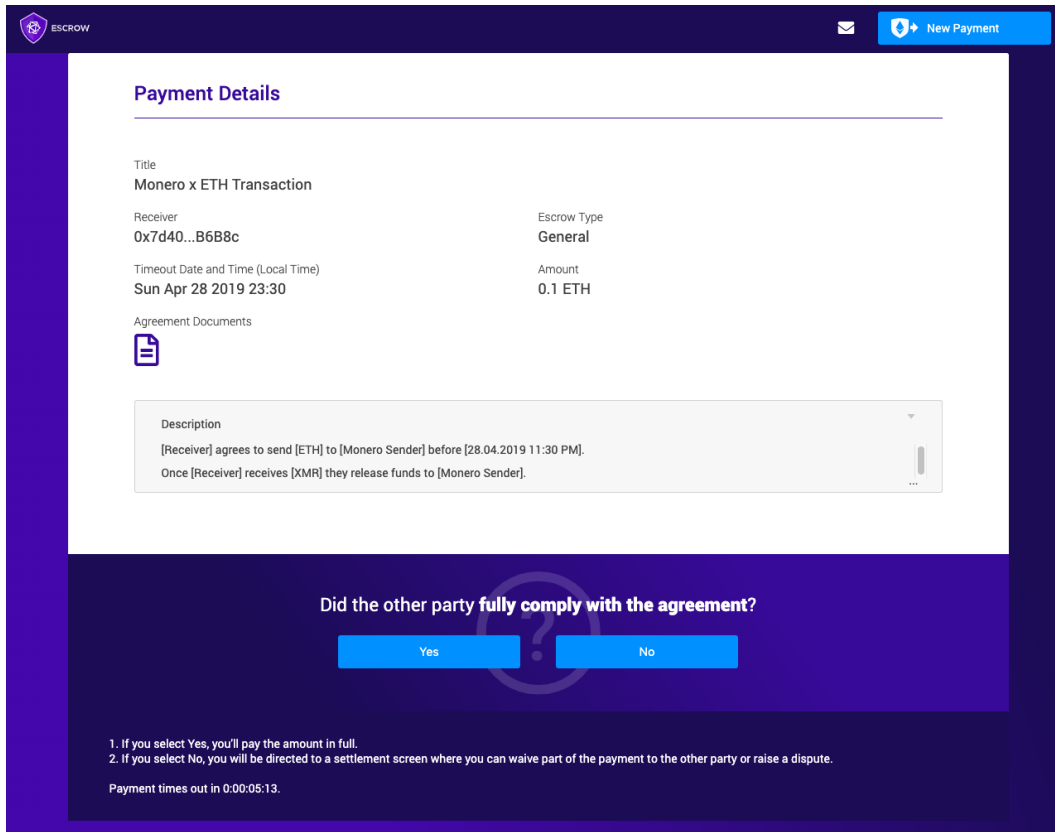 ESCROW
New Payment
Payment Details
Title
Monero x ETH Transaction
Receiver
0x7d40...B6B8c
Escrow Type
General
Timeout Date and Time (Local Time)
Sun Apr 28 2019 23:30
Amount
0.1 ETH
Agreement Documents
Description
[Receiver] agrees to send [ETH] to [Monero Sender] before [28.04.2019 11:30 PM].
Once [Receiver] receives [XMR] they release funds to [Monero Sender].
...
Did the other party fully comply with the agreement?
Yes
No
1. If you select Yes, you'll pay the amount in full.
2. If you select No, you will be directed to a settlement screen where you can waive part of the payment to the other party or raise a dispute.
Payment times out in 0:00:05:13.